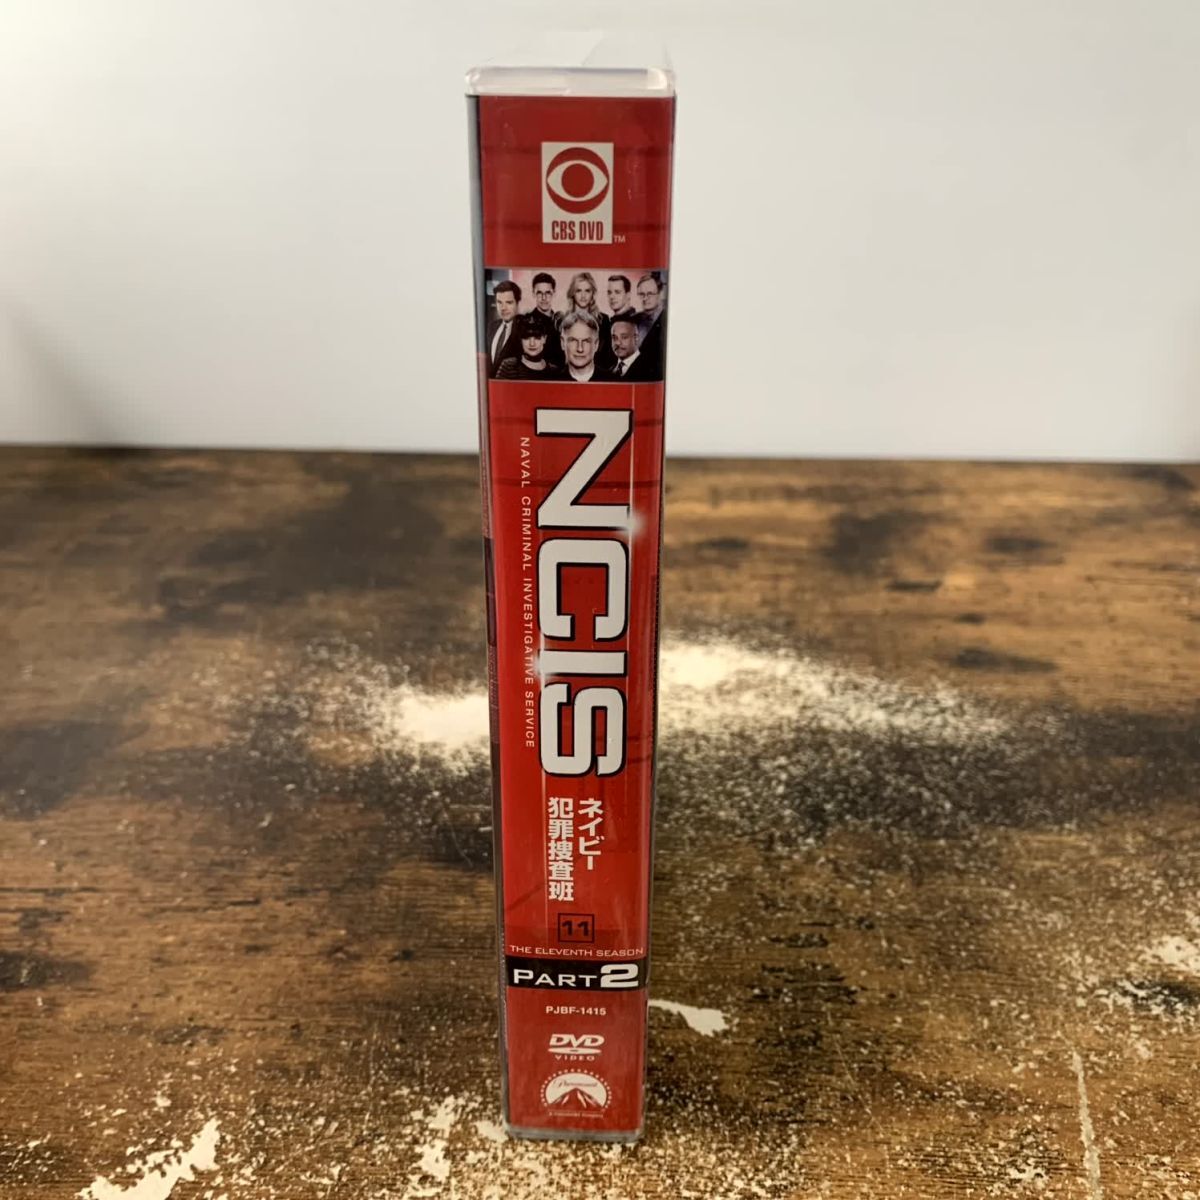 CBS DVD
TM
NCIS
NAVAL CRIMINAL INVESTIGATIVE SERVICE
ネイビー
犯罪捜査班
11
THE ELEVENTH SEASON
PART2
PJBF-1415
DVD
VIDEO
Paramount